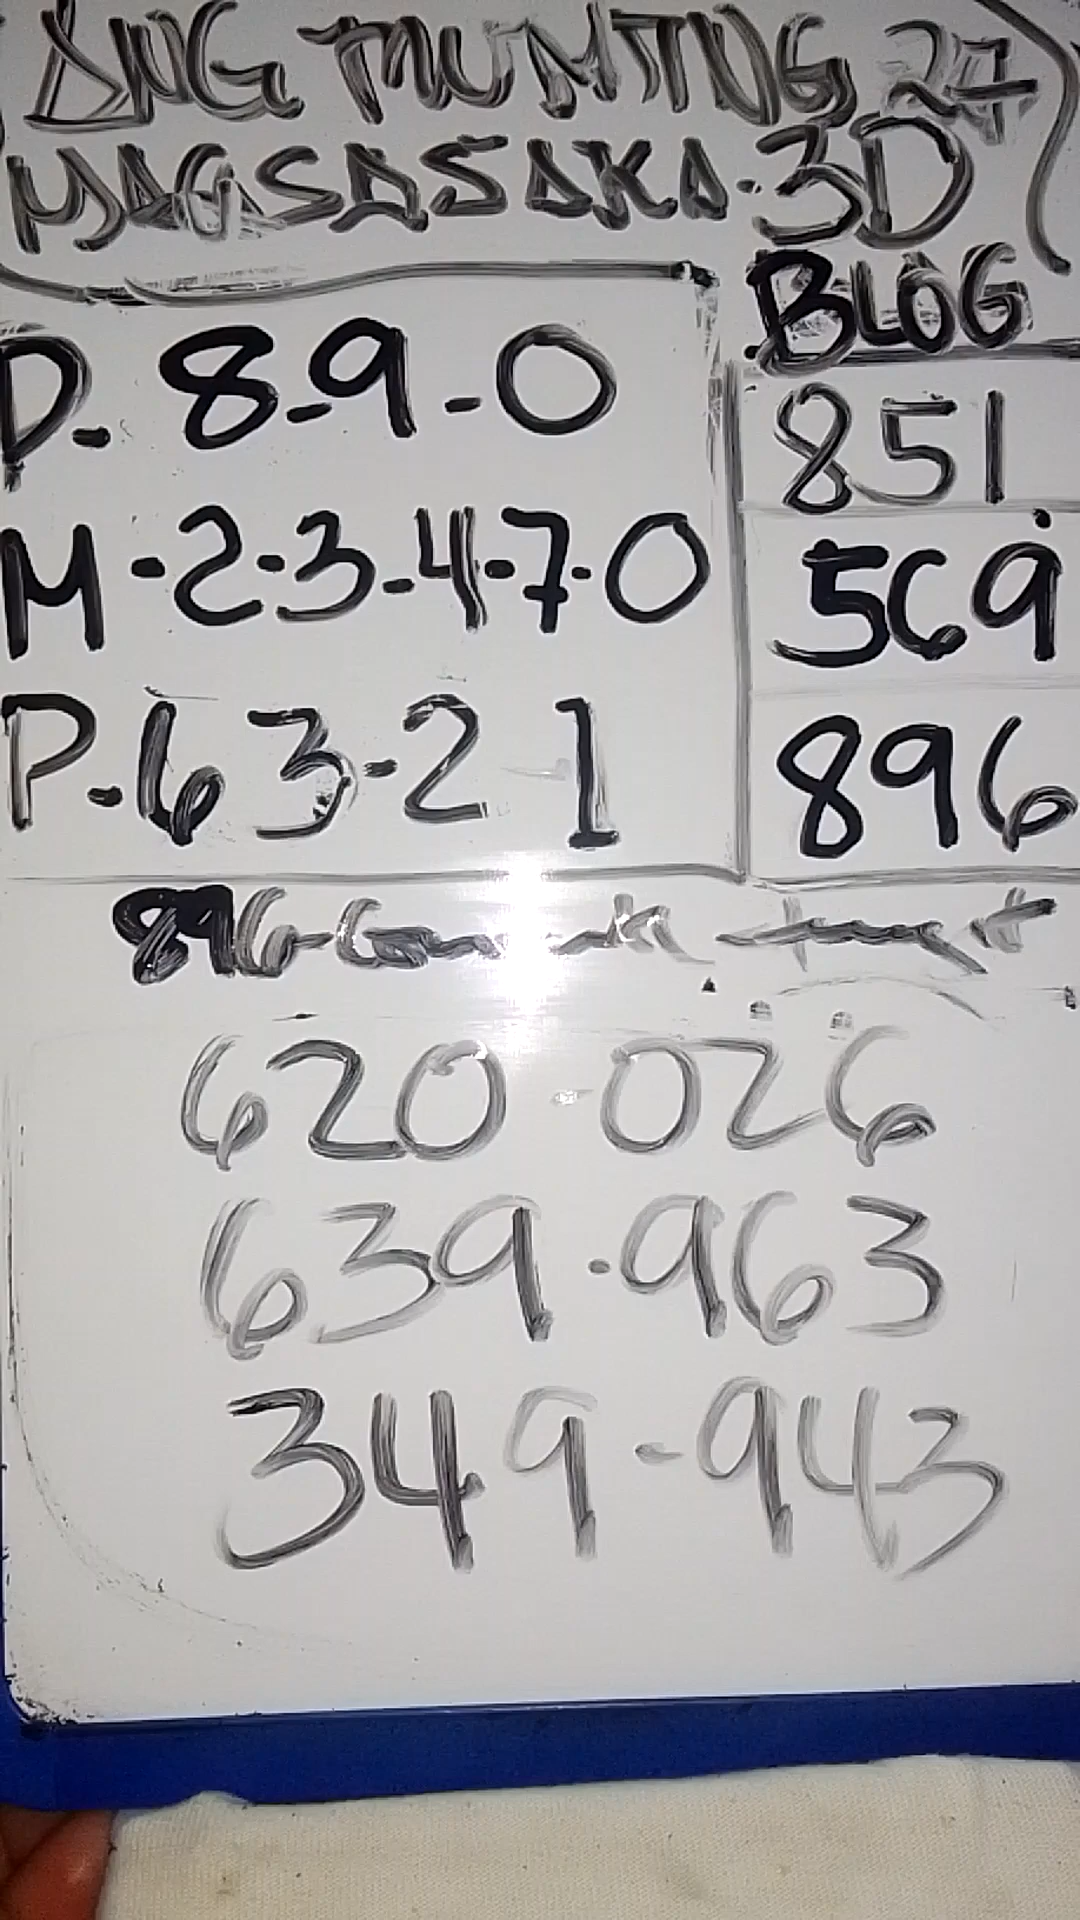 ANG MUNTING 27
MAGSASAKA. 3D
BLOG
P. 8-9-0
M-2-3-4-7-0
P-6 3-2 1
851
569
896
896-
620-026
639.963
349-943